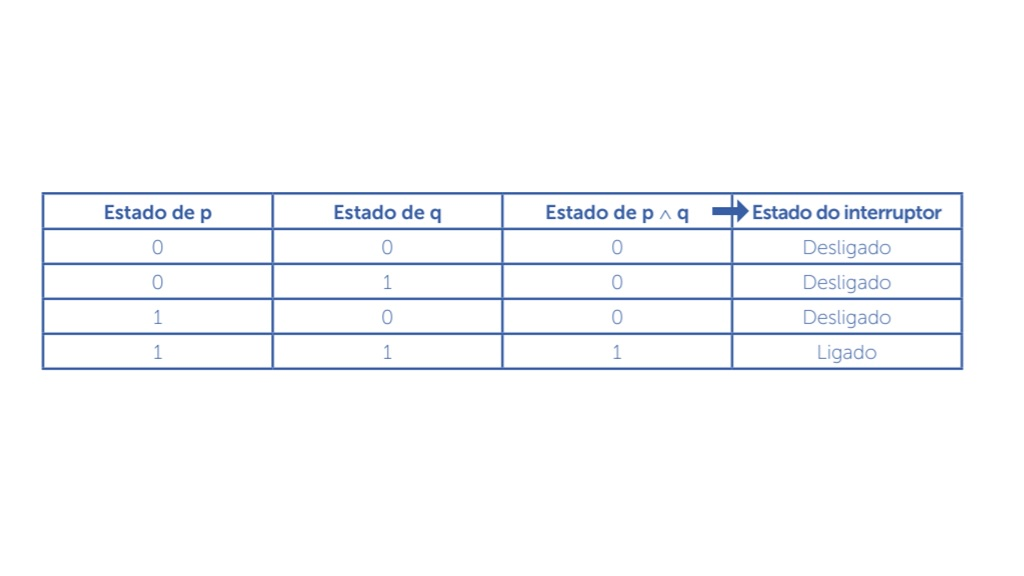 Estado de p Estado de q Estado de p ∧ q Estado do interruptor
0 0 0 Desligado
0 1 0 Desligado
1 0 0 Desligado
1 1 1 Ligado